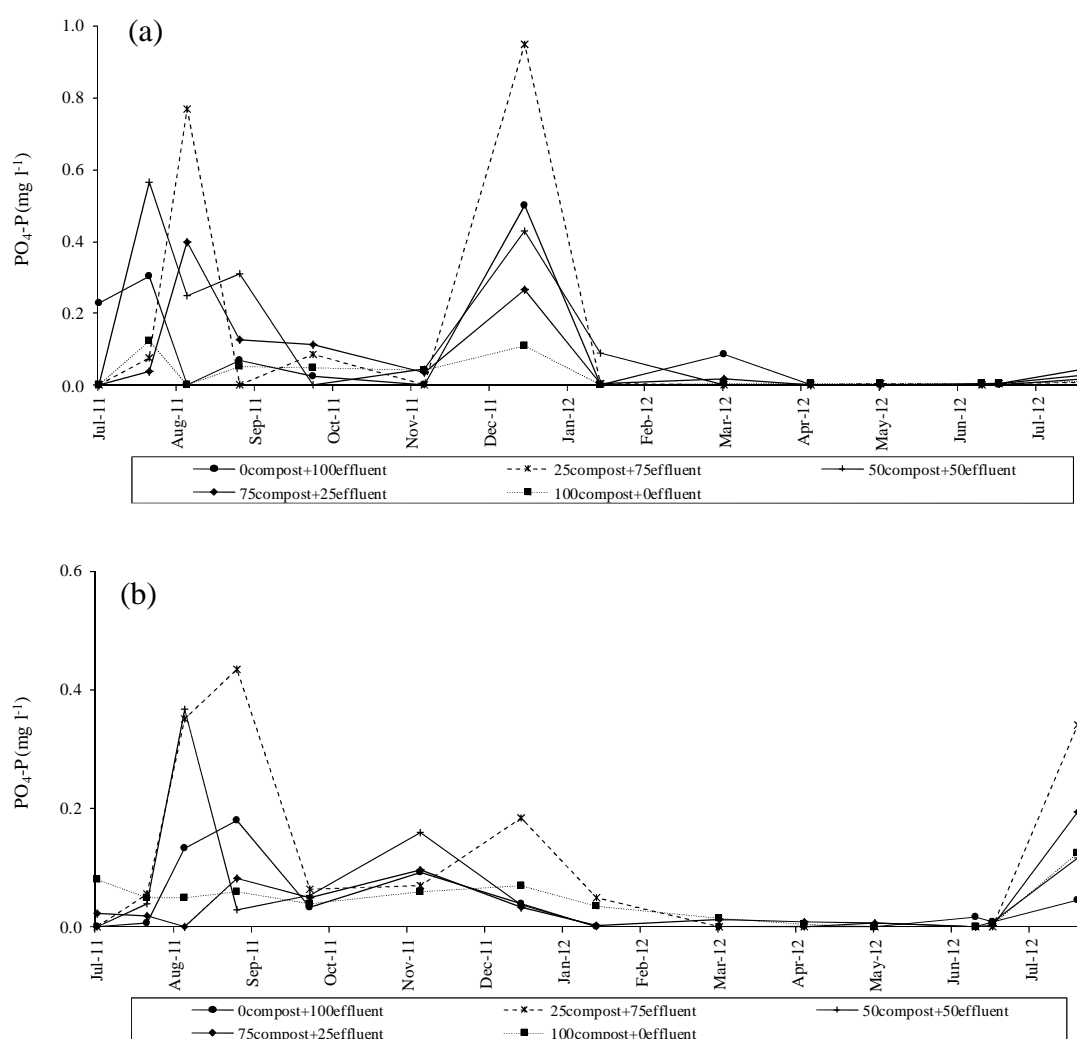 (a)
1.0
0.8
0.6
0.4
0.2
0.0
PO4-P (mg l-1)
Jul-11 Aug-11 Sep-11 Oct-11 Nov-11 Dec-11 Jan-12 Feb-12 Mar-12 Apr-12 May-12 Jun-12 Jul-12
0compost+100effluent 25compost+75effluent 50compost+50effluent
75compost+25effluent 100compost+0effluent
(b)
0.6
0.4
0.2
0.0
PO4-P (mg l-1)
Jul-11 Aug-11 Sep-11 Oct-11 Nov-11 Dec-11 Jan-12 Feb-12 Mar-12 Apr-12 May-12 Jun-12 Jul-12
0compost+100effluent 25compost+75effluent 50compost+50effluent
75compost+25effluent 100compost+0effluent